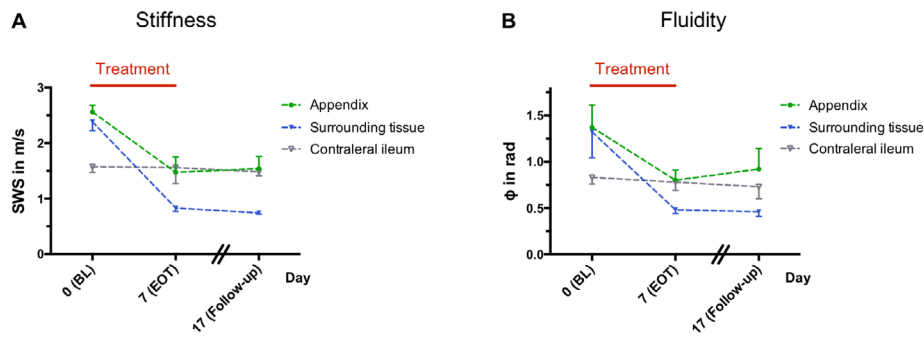 A
Stiffness
Treatment
SWS in m/s
3
2
1
0
0 (BL)
7 (EOT)
17 (Follow-up)
Day
Appendix
Surrounding tissue
Contraleral ileum
B
Fluidity
Treatment
ϕ in rad
1.5
1.0
0.5
0.0
0 (BL)
7 (EOT)
17 (Follow-up)
Day
Appendix
Surrounding tissue
Contraleral ileum